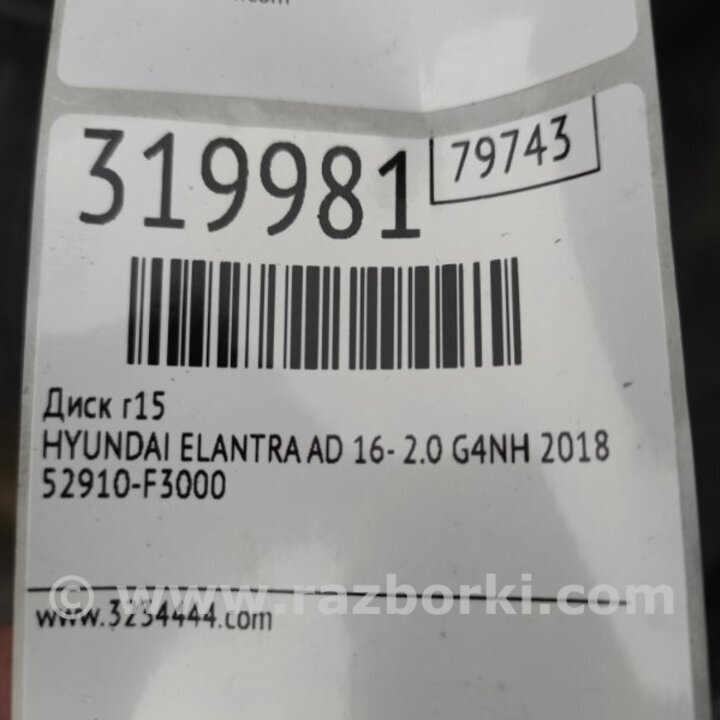 319981
79743
Диск r15
HYUNDAI ELANTRA AD 16- 2.0 G4NH 2018
52910-F3000
© www.razborki.com
www.3234444.com